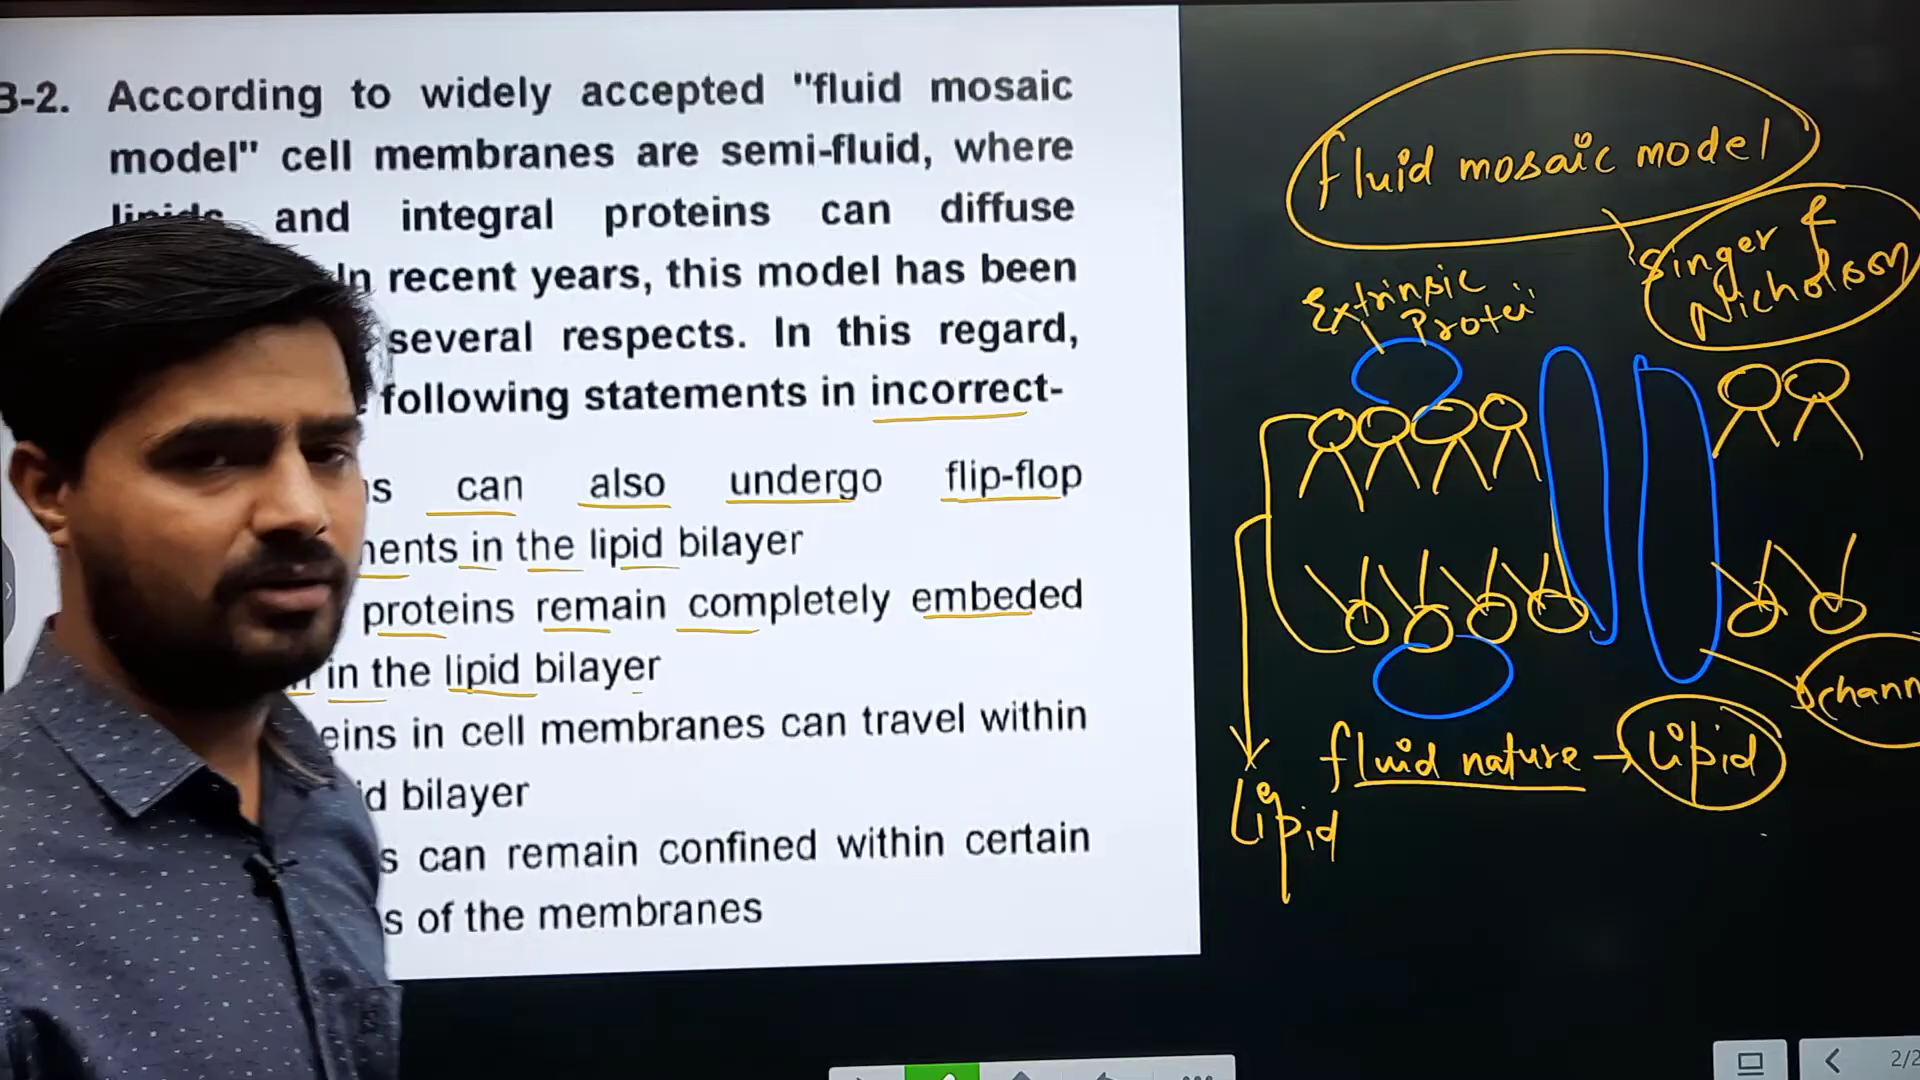 B-2. According to widely accepted "fluid mosaic
model" cell membranes are semi-fluid, where
lipids and integral proteins can diffuse
In recent years, this model has been
several respects. In this regard,
following statements in incorrect-
can also undergo flip-flop
in the lipid bilayer
proteins remain completely embeded
in the lipid bilayer
in cell membranes can travel within
bilayer
can remain confined within certain
of the membranes
fluid mosaic model
Singer &
Nicholson
Extrinsic
Protei
chann
fluid nature → Lipid
Lipid
2/2